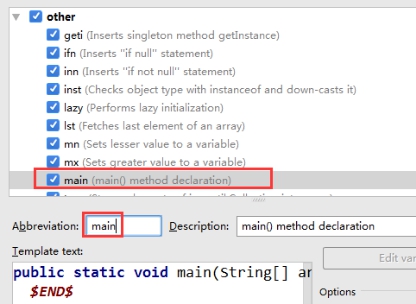 other
geti (Inserts singleton method getInstance)
ifn (Inserts "if null" statement)
inn (Inserts "if not null" statement)
inst (Checks object type with instanceof and down-casts it)
lazy (Performs lazy initialization)
lst (Fetches last element of an array)
mn (Sets lesser value to a variable)
mx (Sets greater value to a variable)
main (main() method declaration)
Abbreviation: main Description: main() method declaration
Template text:
Edit var
public static void main(String[] ar
$END$
Options